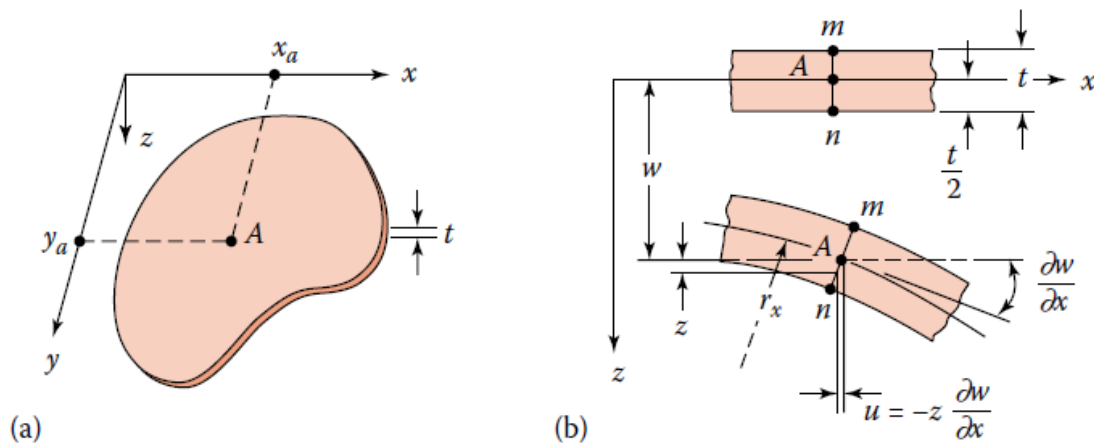 x_a
x
z
y_a
A
t
y
(a)
m
A
t
x
n
t/2
w
m
A
∂w/∂x
n
r_x
z
z
u = −z ∂w/∂x
(b)